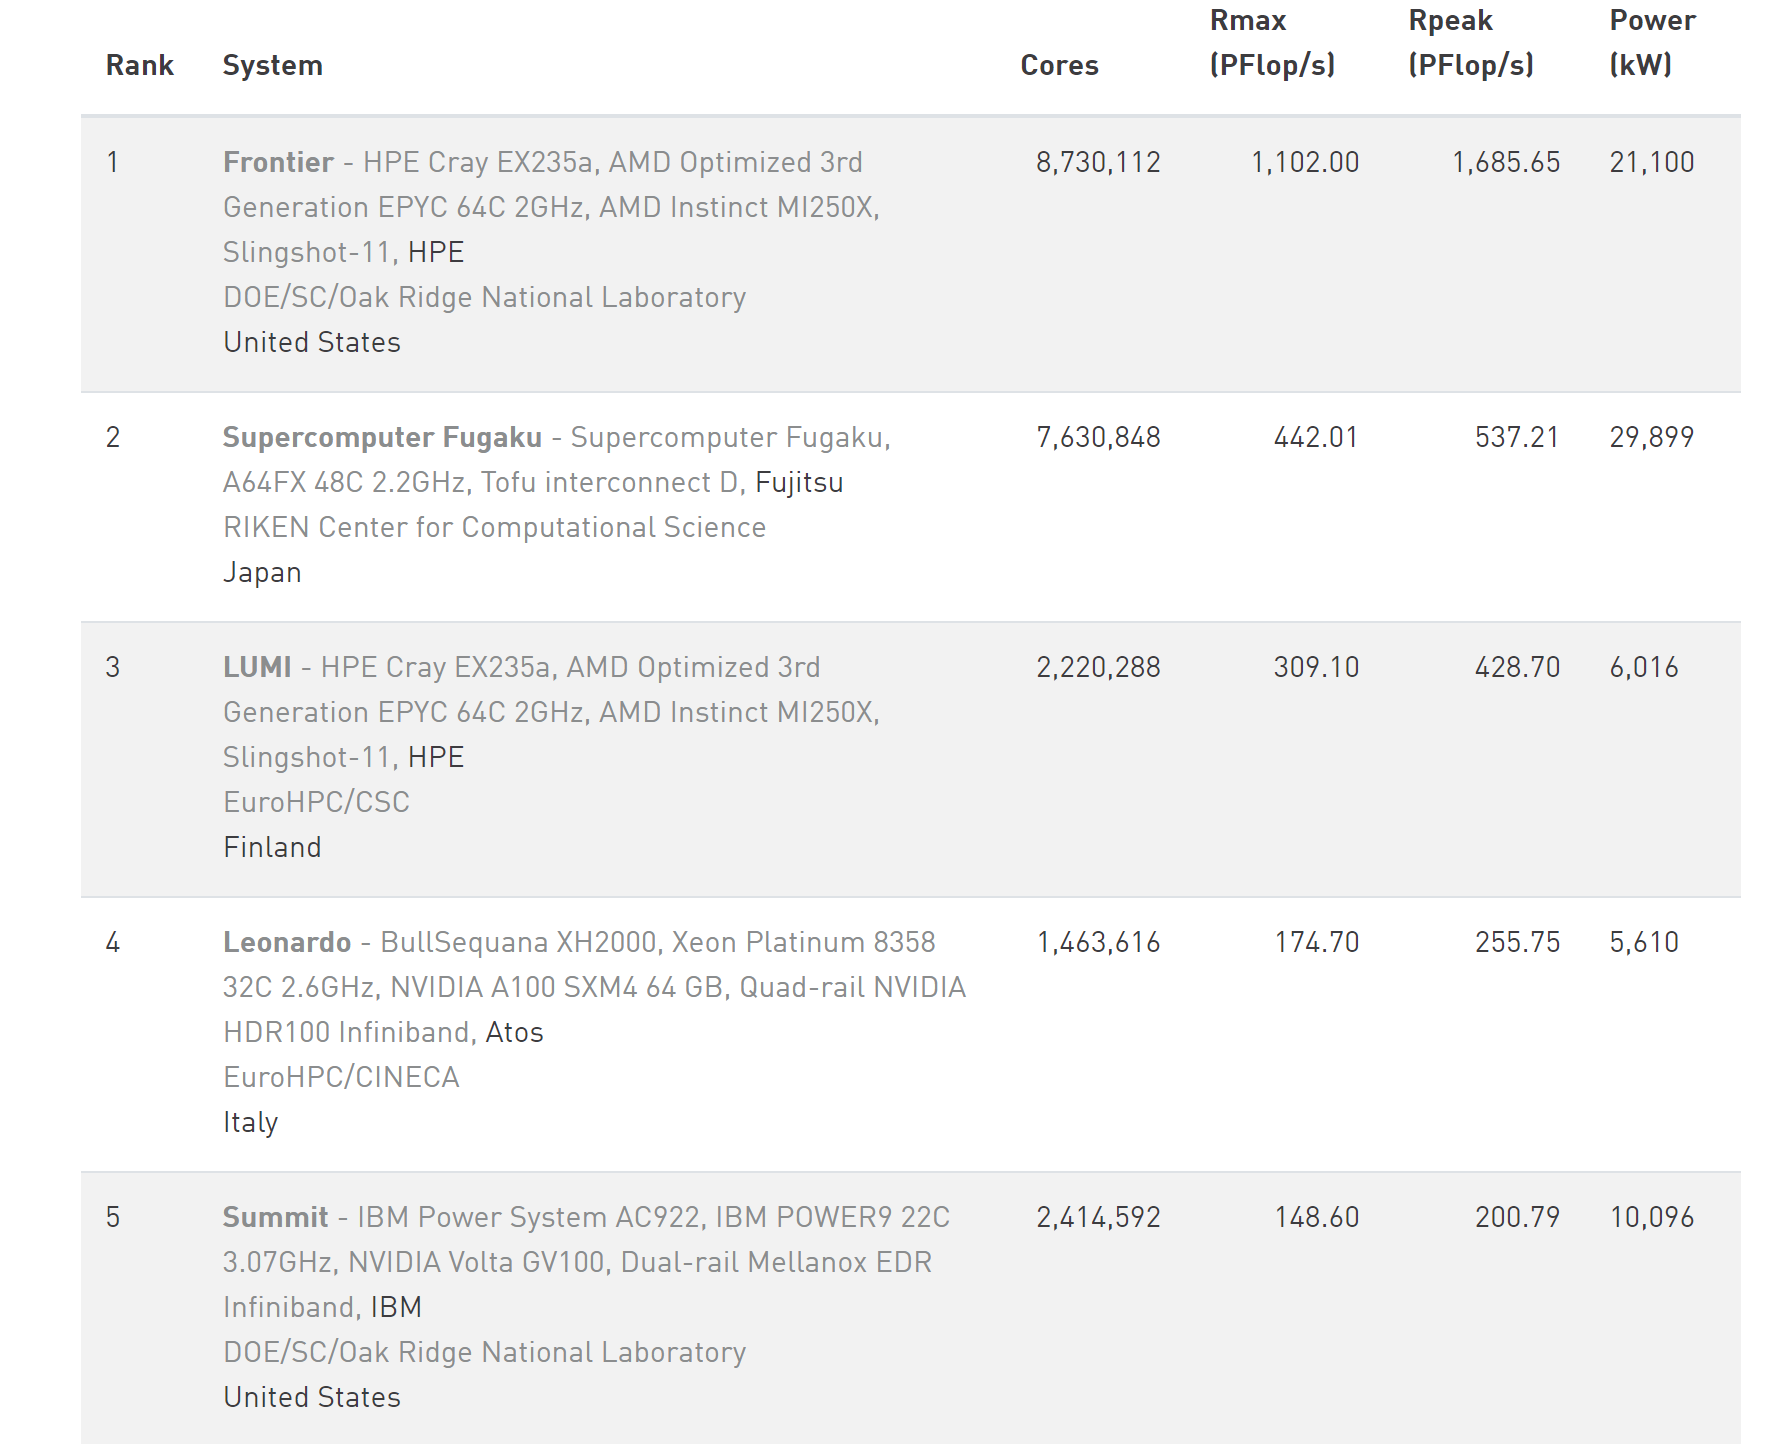 Rank System Cores Rmax (PFlop/s) Rpeak (PFlop/s) Power (kW)
1 Frontier - HPE Cray EX235a, AMD Optimized 3rd 8,730,112 1,102.00 1,685.65 21,100
Generation EPYC 64C 2GHz, AMD Instinct MI250X,
Slingshot-11, HPE
DOE/SC/Oak Ridge National Laboratory
United States
2 Supercomputer Fugaku - Supercomputer Fugaku, 7,630,848 442.01 537.21 29,899
A64FX 48C 2.2GHz, Tofu interconnect D, Fujitsu
RIKEN Center for Computational Science
Japan
3 LUMI - HPE Cray EX235a, AMD Optimized 3rd 2,220,288 309.10 428.70 6,016
Generation EPYC 64C 2GHz, AMD Instinct MI250X,
Slingshot-11, HPE
EuroHPC/CSC
Finland
4 Leonardo - BullSequana XH2000, Xeon Platinum 8358 1,463,616 174.70 255.75 5,610
32C 2.6GHz, NVIDIA A100 SXM4 64 GB, Quad-rail NVIDIA
HDR100 Infiniband, Atos
EuroHPC/CINECA
Italy
5 Summit - IBM Power System AC922, IBM POWER9 22C 2,414,592 148.60 200.79 10,096
3.07GHz, NVIDIA Volta GV100, Dual-rail Mellanox EDR
Infiniband, IBM
DOE/SC/Oak Ridge National Laboratory
United States